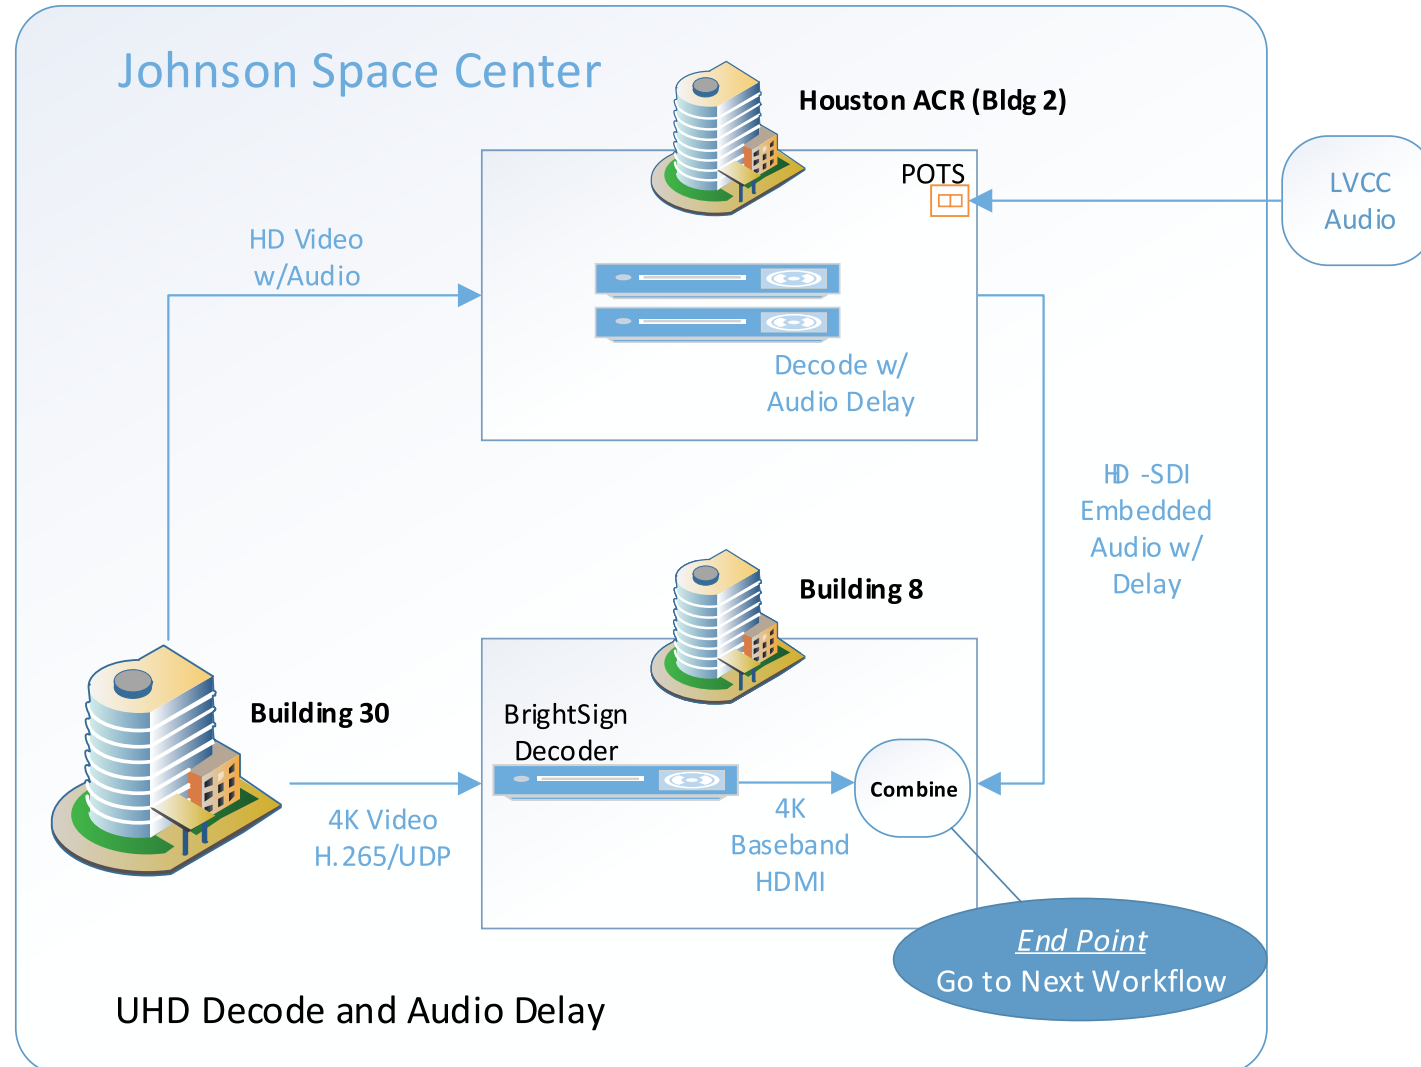 Johnson Space Center
Houston ACR (Bldg 2)
POTS
LVCC
Audio
HD Video
w/Audio
Decode w/
Audio Delay
HD -SDI
Embedded
Audio w/
Delay
Building 8
Building 30
BrightSign
Decoder
4K Video
H.265/UDP
4K
Baseband
HDMI
Combine
End Point
Go to Next Workflow
UHD Decode and Audio Delay